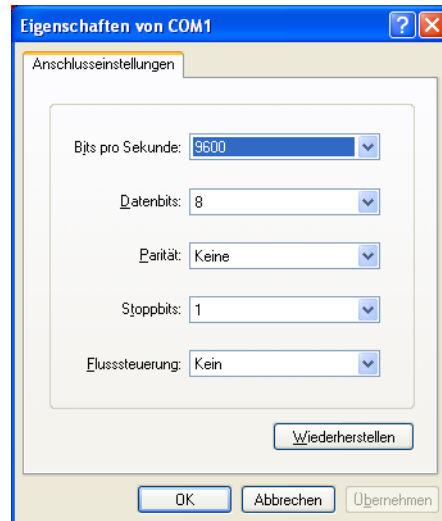 Eigenschaften von COM1
Anschlusseinstellungen
Bits pro Sekunde: 9600
Datenbits: 8
Parität: Keine
Stoppbits: 1
Flusssteuerung: Kein
Wiederherstellen
OK Abbrechen Übernehmen